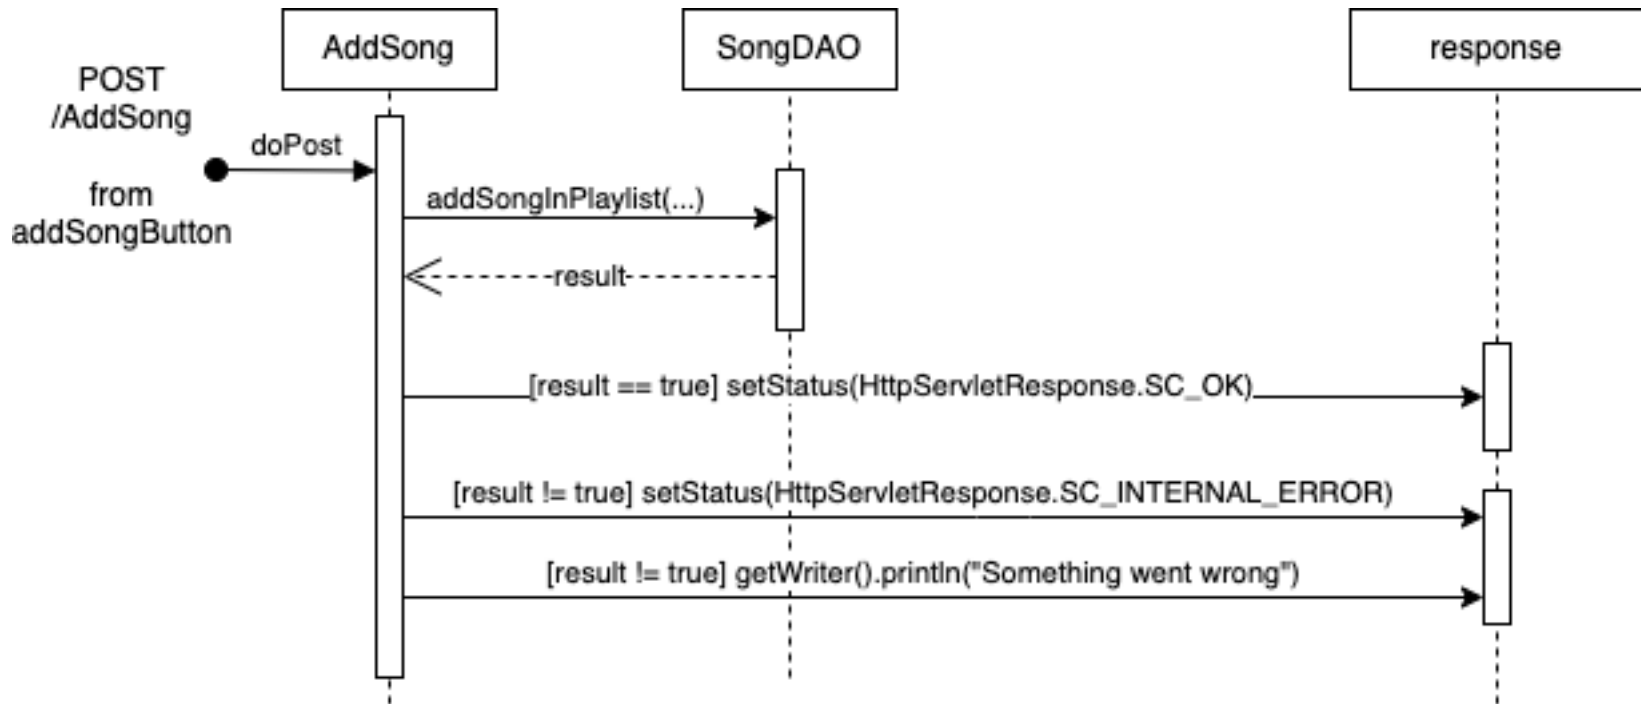 AddSong
SongDAO
response
POST
/AddSong
from
addSongButton
doPost
addSongInPlaylist(...)
result
[result == true] setStatus(HttpServletResponse.SC_OK)
[result != true] setStatus(HttpServletResponse.SC_INTERNAL_ERROR)
[result != true] getWriter().println("Something went wrong")